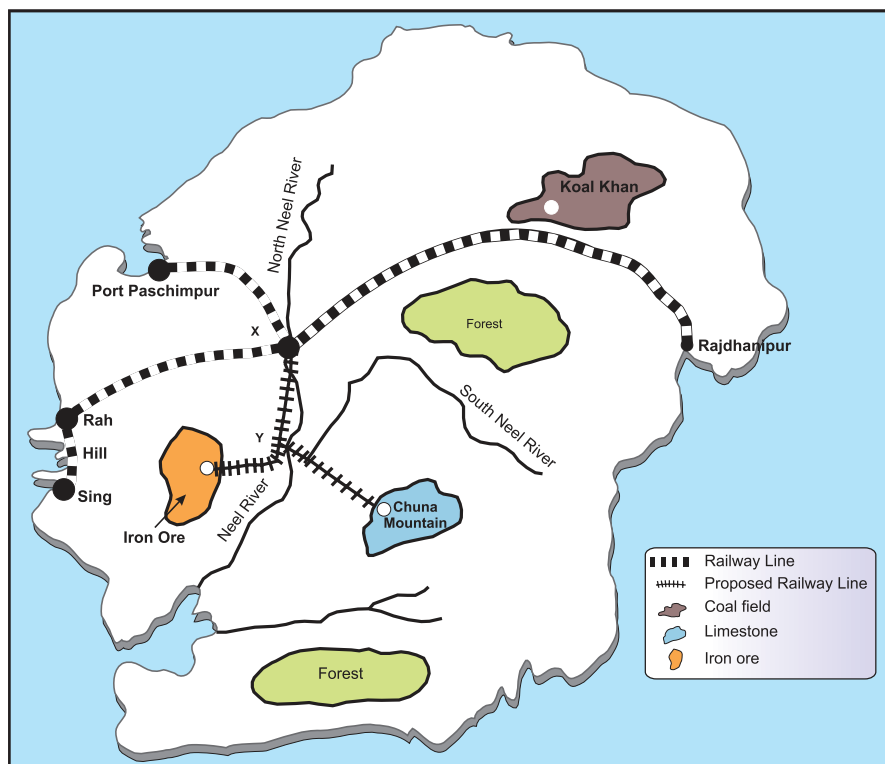 Koal Khan
North Neel River
Port Paschimpur
X
Forest
Rajdhanipur
Rah
Hill
Sing
Y
South Neel River
Neel River
Iron Ore
Chuna
Mountain
Railway Line
Proposed Railway Line
Coal field
Limestone
Iron ore
Forest